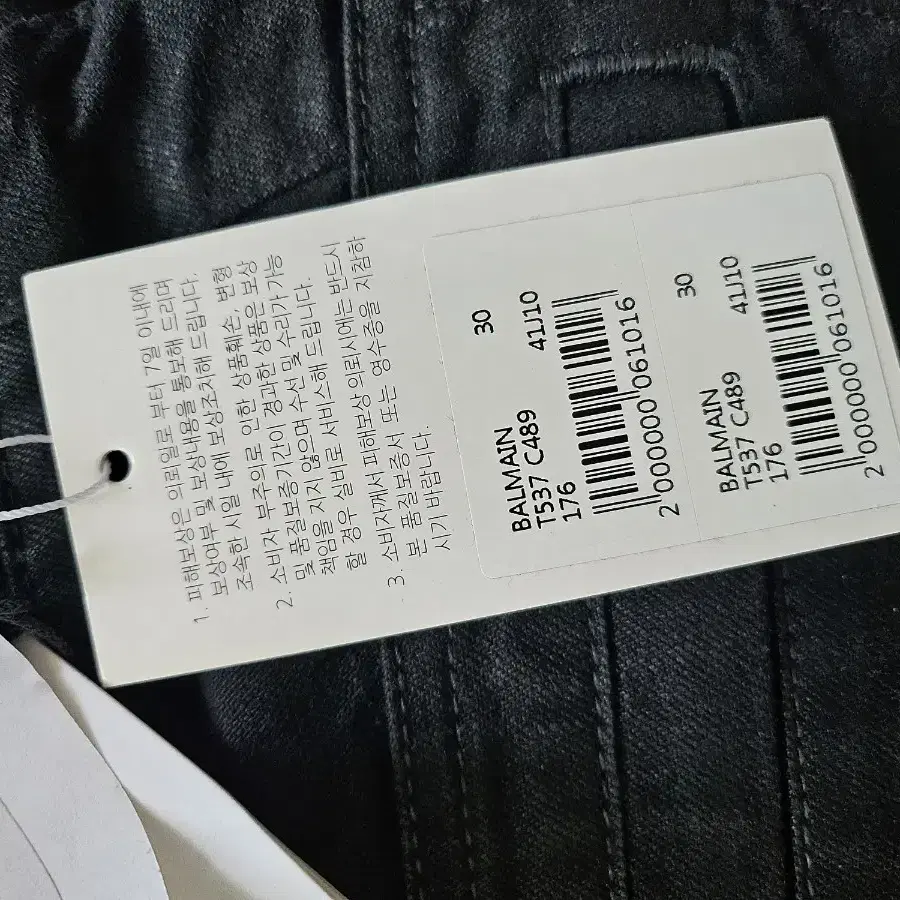 1. 피해보상은 의뢰일로 부터 7일 이내에
보상여부 및 보상내용을 통보해 드리며
조속한 시일 내에 보상조치해 드립니다.
2. 소비자 부주의로 인한 상품훼손, 변형
및 품질보증기간이 경과한 상품은 보상
책임을 지지 않으며 수선 및 수리가 가능
할 경우 실비로 서비스해 드립니다.
3. 소비자께서 피해보상 의뢰시에는 반드시
본 품질보증서 또는 영수증을 지참하
시기 바랍니다.
30
BALMAIN
T537 C489 41J10
176
2 000000 061016
30
BALMAIN
T537 C489 41J10
176
2 000000 061016